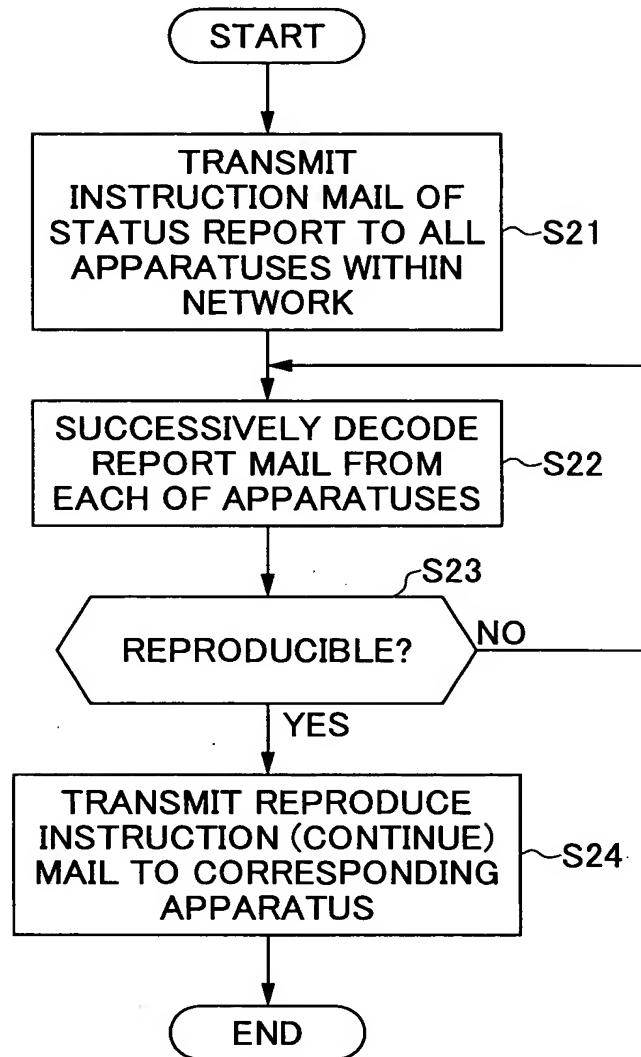 START
TRANSMIT
INSTRUCTION MAIL OF
STATUS REPORT TO ALL
APPARATUSES WITHIN
NETWORK
S21
SUCCESSIVELY DECODE
REPORT MAIL FROM
EACH OF APPARATUSES
S22
S23
REPRODUCIBLE?
NO
YES
TRANSMIT REPRODUCE
INSTRUCTION (CONTINUE)
MAIL TO CORRESPONDING
APPARATUS
S24
END